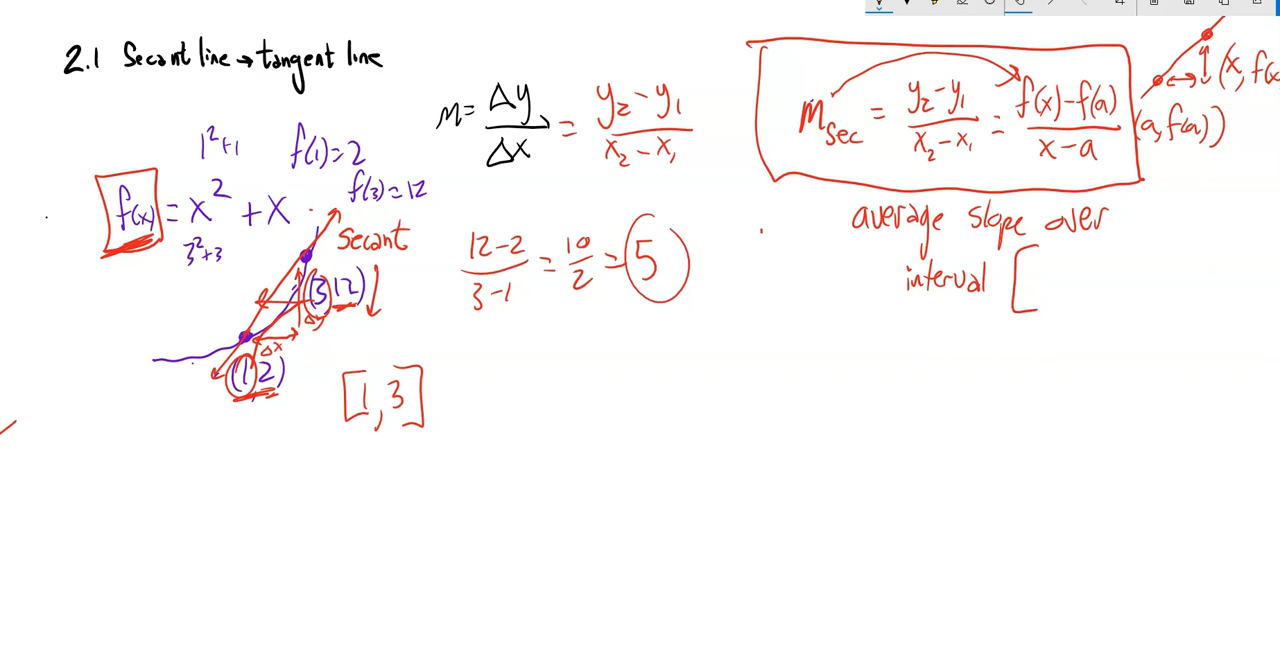 2.1 Secant line → tangent line
m = Δy/Δx = (y₂ − y₁)/(x₂ − x₁)
m_sec = (y₂ − y₁)/(x₂ − x₁) = (f(x) − f(a))/(x − a)
(x, f(x
(a, f(a))
1² + 1
f(1) = 2
f(3) = 12
f(x) = x² + x
3² + 3
secant
(3, 12)
Δy
Δx
(1, 2)
[1, 3]
(12 − 2)/(3 − 1) = 10/2 = 5
average slope over
interval [